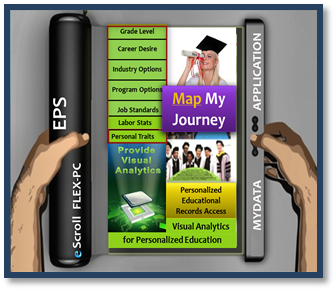 Grade Level
Career Desire
Industry Options
Program Options
Job Standards
Labor Stats
Personal Traits
Map My
Journey
Provide
Visual
Analytics
Personalized
Educational
Records Access
Visual Analytics
for Personalized Education
EPS
eScroll FLEX-PC
APPLICATION
MYDATA